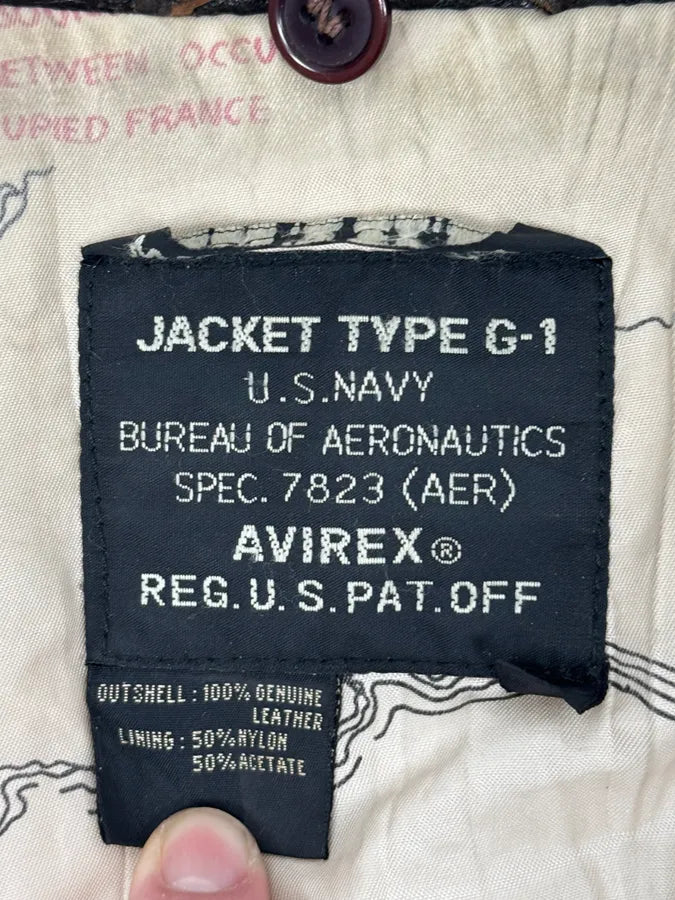 BETWEEN OCCU
UPIED FRANCE
JACKET TYPE G-1
U.S.NAVY
BUREAU OF AERONAUTICS
SPEC. 7823 (AER)
AVIREX®
REG.U.S.PAT.OFF
OUTSHELL : 100% GENUINE
LEATHER
LINING : 50% NYLON
50% ACETATE